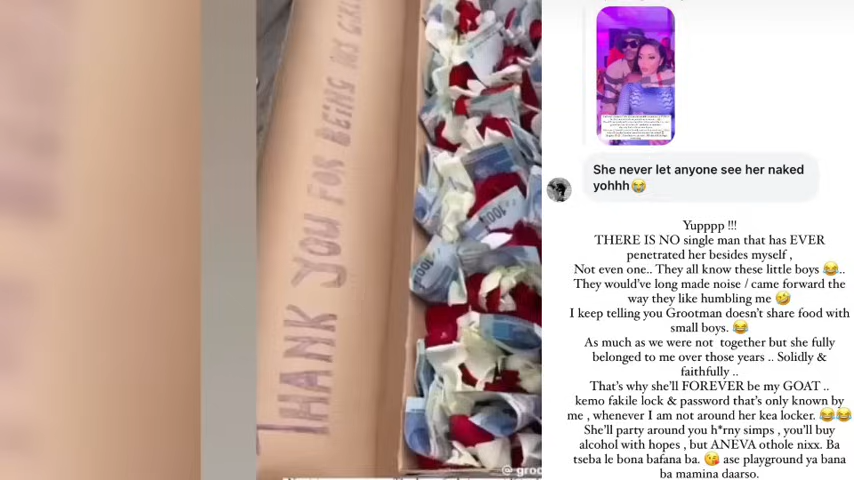 THANK YOU FOR BEING MY GIRL
@ groo
She never let anyone see her naked
yohhh😂
Yupppp !!!
THERE IS NO single man that has EVER
penetrated her besides myself ,
Not even one.. They all know these little boys 😂..
They would've long made noise / came forward the
way they like humbling me 🤣
I keep telling you Grootman doesn't share food with
small boys. 😂
As much as we were not together but she fully
belonged to me over those years .. Solidly &
faithfully ..
That's why she'll FOREVER be my GOAT ..
kemo fakile lock & password that's only known by
me , whenever I am not around her kea locker. 😂😂
She'll party around you h*rny simps , you'll buy
alcohol with hopes , but ANEVA othole nixx. Ba
tseba le bona bafana ba. 😘 ase playground ya bana
ba mamina daarso.